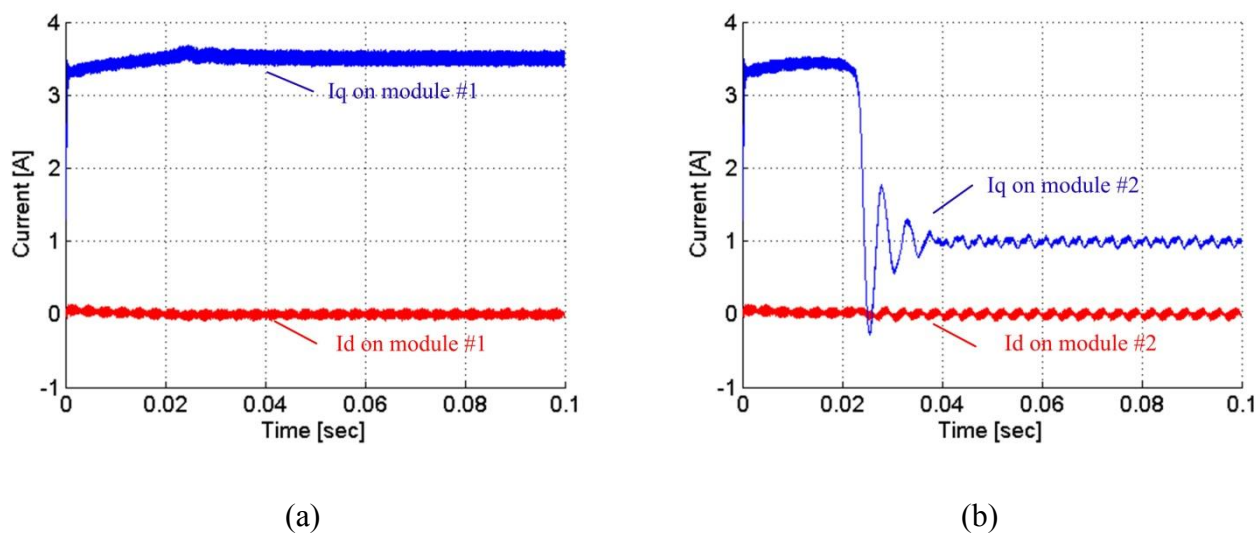 4
3
2
1
0
-1
Current [A]
Iq on module #1
Id on module #1
0
0.02
0.04
0.06
0.08
0.1
Time [sec]
(a)
4
3
2
1
0
-1
Current [A]
Iq on module #2
Id on module #2
0
0.02
0.04
0.06
0.08
0.1
Time [sec]
(b)